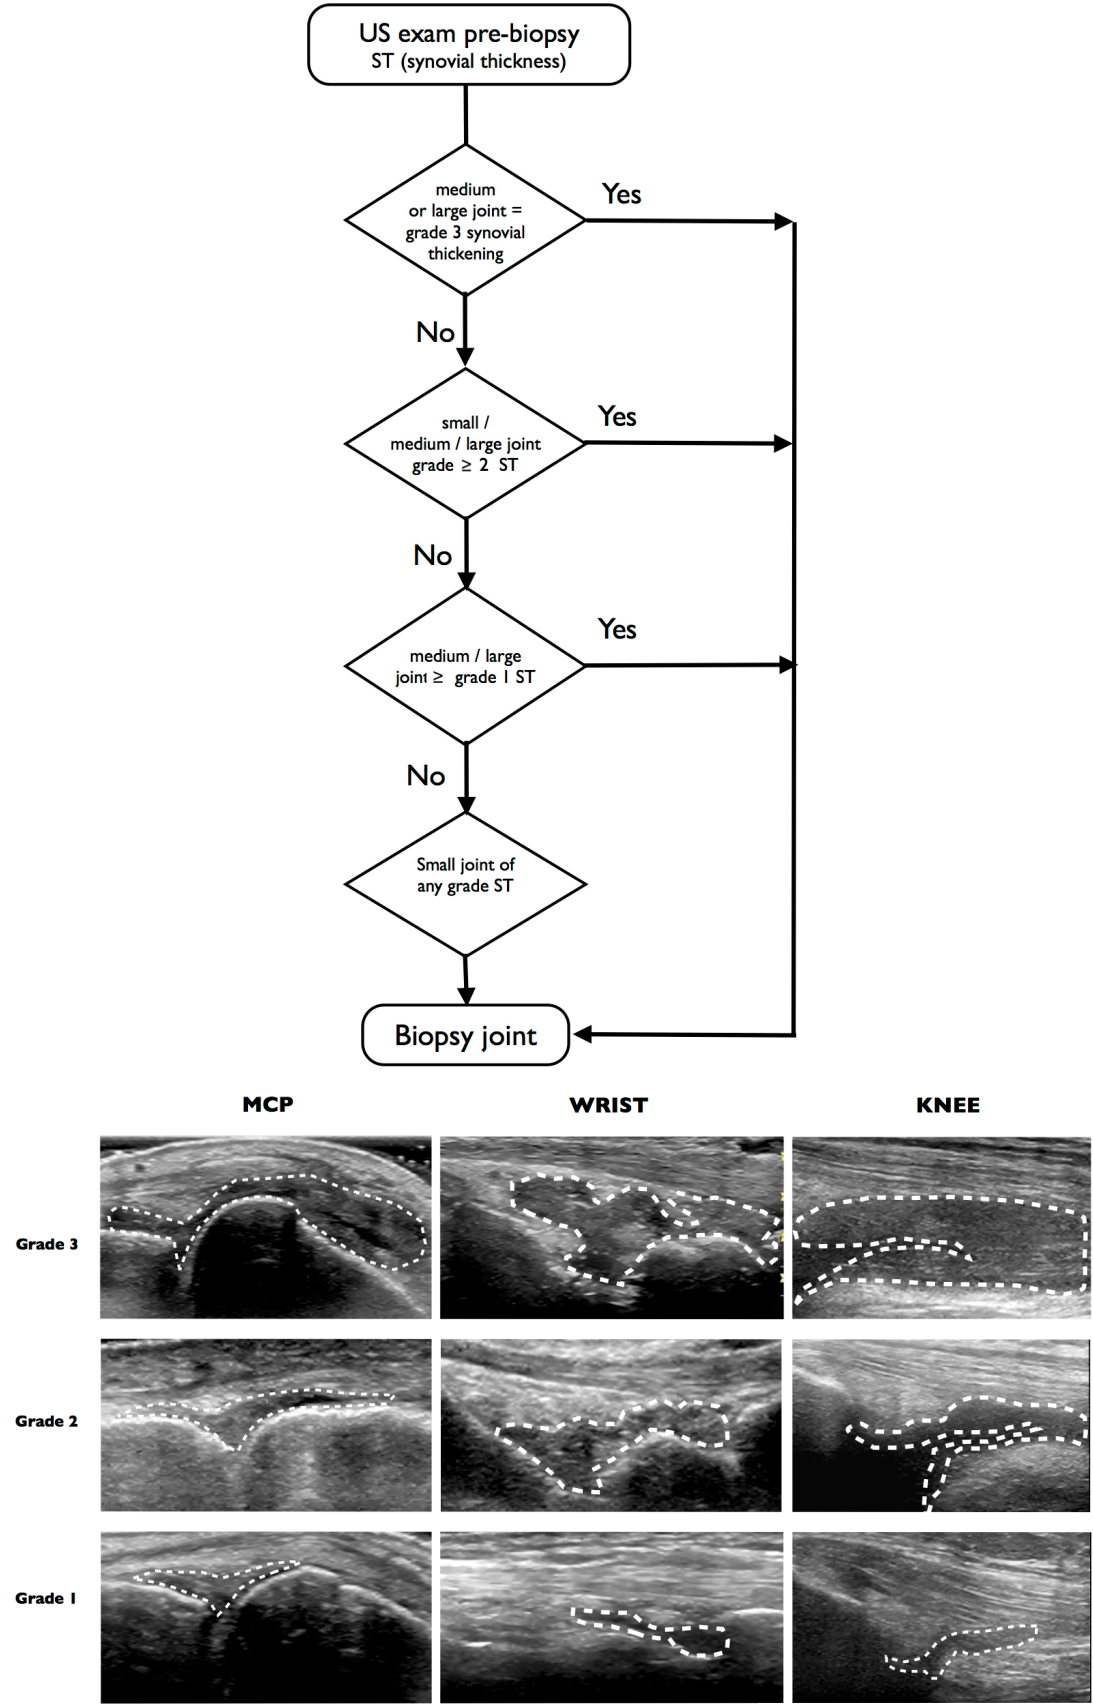 US exam pre-biopsy
ST (synovial thickness)
medium
or large joint =
grade 3 synovial
thickening
Yes
No
small /
medium / large joint
grade ≥ 2 ST
Yes
No
medium / large
joint ≥ grade 1 ST
Yes
No
Small joint of
any grade ST
Biopsy joint
MCP
WRIST
KNEE
Grade 3
Grade 2
Grade 1